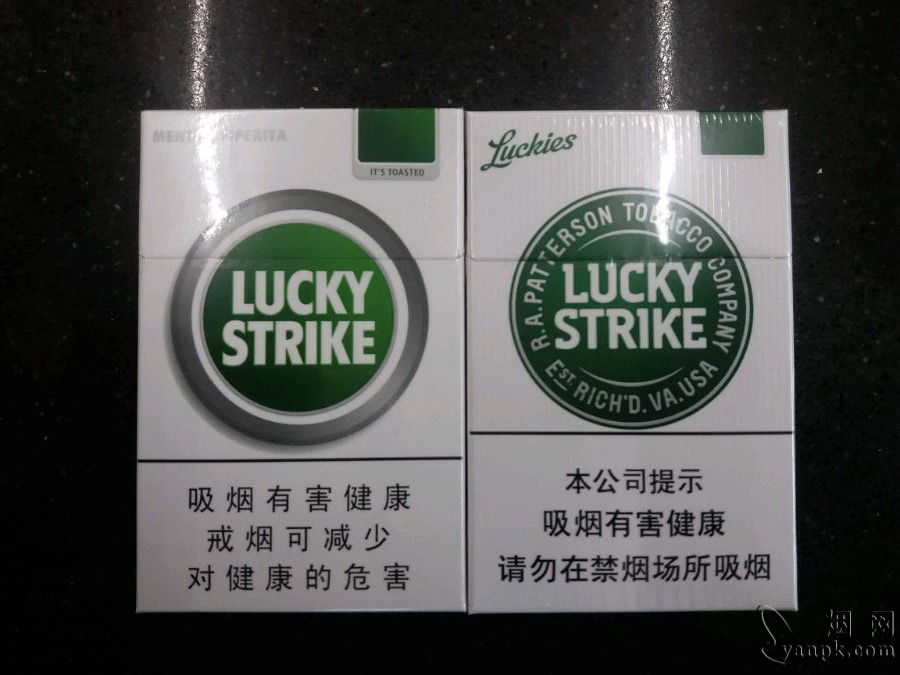 IT'S TOASTED
LUCKY
STRIKE
吸烟有害健康
戒烟可减少
对健康的危害
Luckies
R.A.PATTERSON TOBACCO COMPANY
LUCKY
STRIKE
EST. RICH'D. VA. USA
本公司提示
吸烟有害健康
请勿在禁烟场所吸烟
烟网
yanpk.com